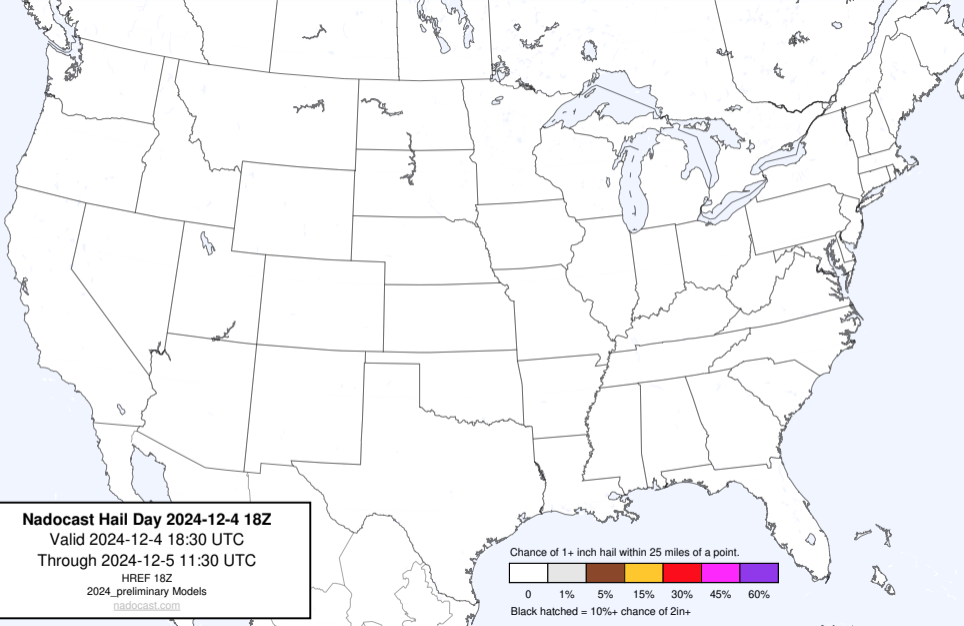 Nadocast Hail Day 2024-12-4 18Z
Valid 2024-12-4 18:30 UTC
Through 2024-12-5 11:30 UTC
HREF 18Z
2024_preliminary Models
nadocast.com
Chance of 1+ inch hail within 25 miles of a point.
0 1% 5% 15% 30% 45% 60%
Black hatched = 10%+ chance of 2in+